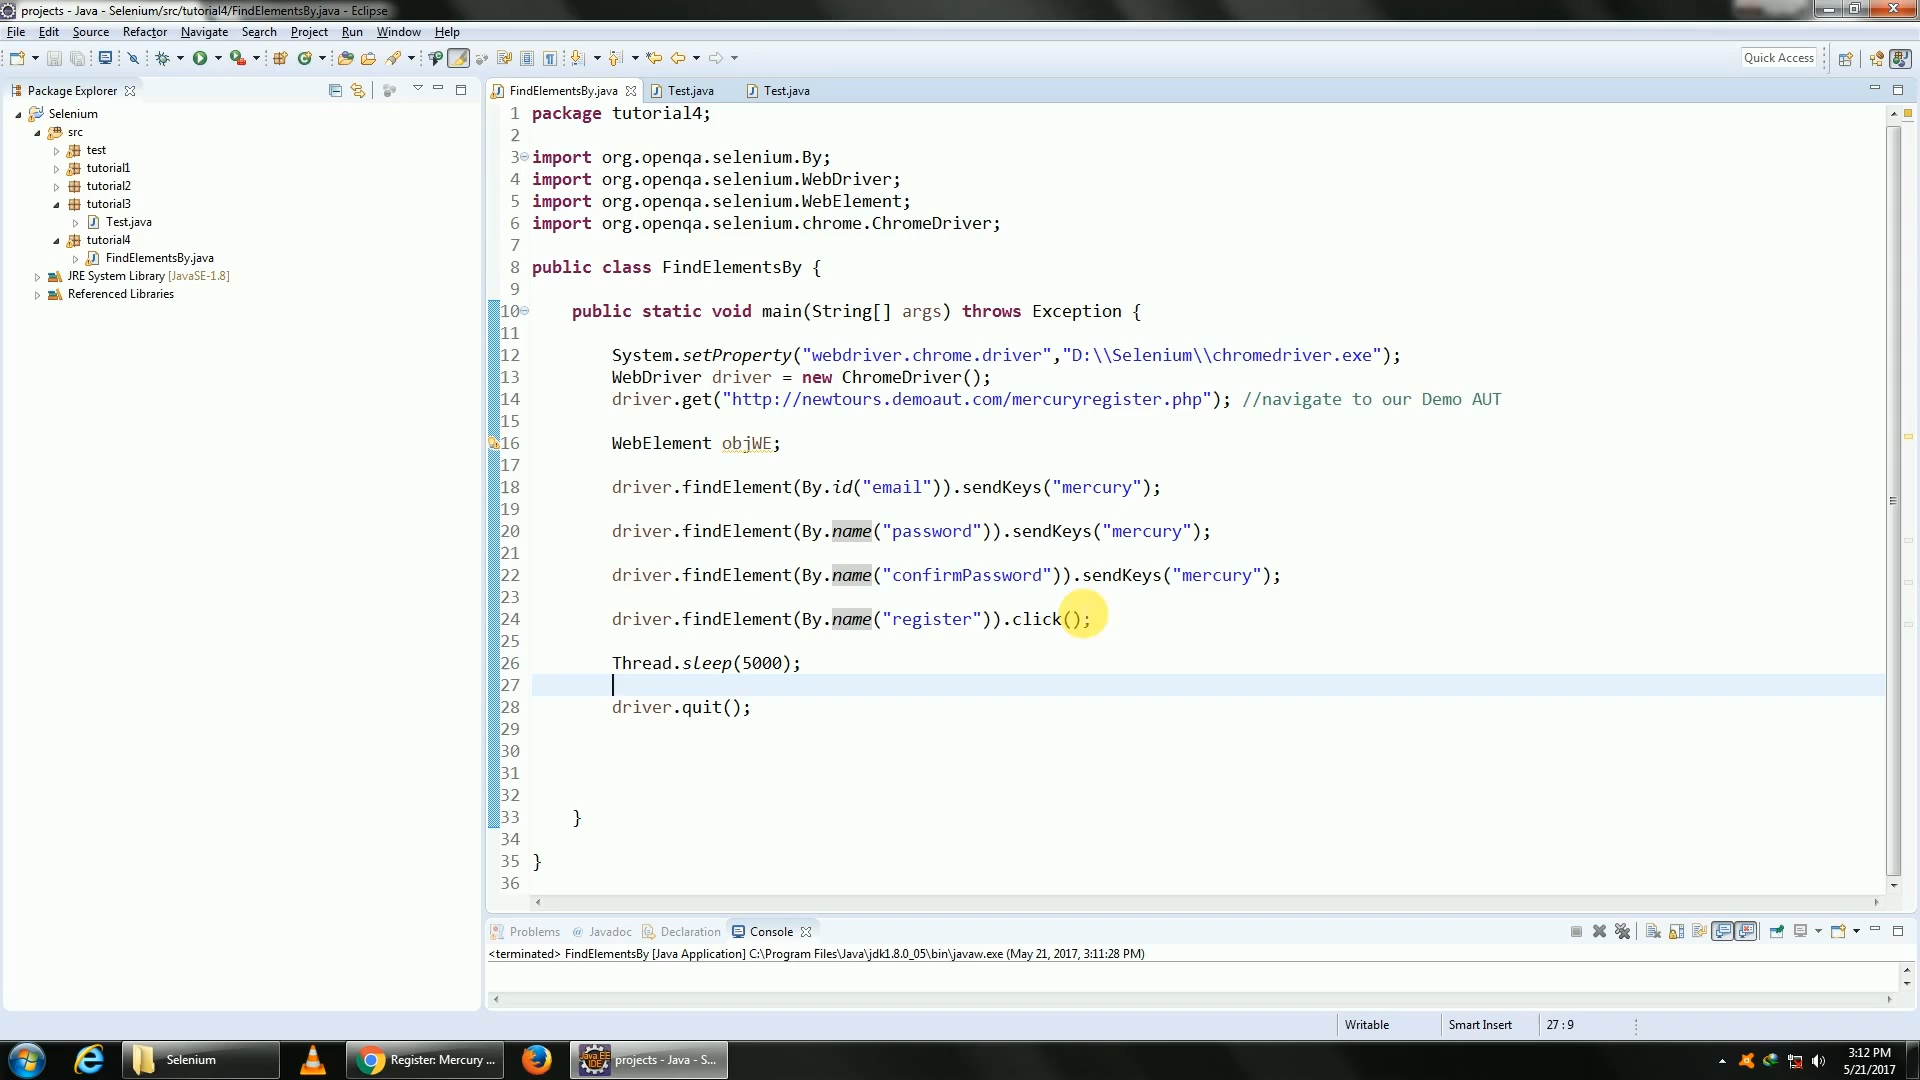 projects - Java - Selenium/src/tutorial4/FindElementsBy.java - Eclipse
File Edit Source Refactor Navigate Search Project Run Window Help
Quick Access
Package Explorer
Selenium
src
test
tutorial1
tutorial2
tutorial3
Test.java
tutorial4
FindElementsBy.java
JRE System Library [JavaSE-1.8]
Referenced Libraries
FindElementsBy.java Test.java Test.java
1 package tutorial4;
2
3 import org.openqa.selenium.By;
4 import org.openqa.selenium.WebDriver;
5 import org.openqa.selenium.WebElement;
6 import org.openqa.selenium.chrome.ChromeDriver;
7
8 public class FindElementsBy {
9
10 public static void main(String[] args) throws Exception {
11
12 System.setProperty("webdriver.chrome.driver","D:\\Selenium\\chromedriver.exe");
13 WebDriver driver = new ChromeDriver();
14 driver.get("http://newtours.demoaut.com/mercuryregister.php"); //navigate to our Demo AUT
15
16 WebElement objWE;
17
18 driver.findElement(By.id("email")).sendKeys("mercury");
19
20 driver.findElement(By.name("password")).sendKeys("mercury");
21
22 driver.findElement(By.name("confirmPassword")).sendKeys("mercury");
23
24 driver.findElement(By.name("register")).click();
25
26 Thread.sleep(5000);
27
28 driver.quit();
29
30
31
32
33 }
34
35 }
36
Problems Javadoc Declaration Console
<terminated> FindElementsBy [Java Application] C:\Program Files\Java\jdk1.8.0_05\bin\javaw.exe (May 21, 2017, 3:11:28 PM)
Writable Smart Insert 27 : 9
Selenium Register: Mercury ... projects - Java - S...
3:12 PM
5/21/2017